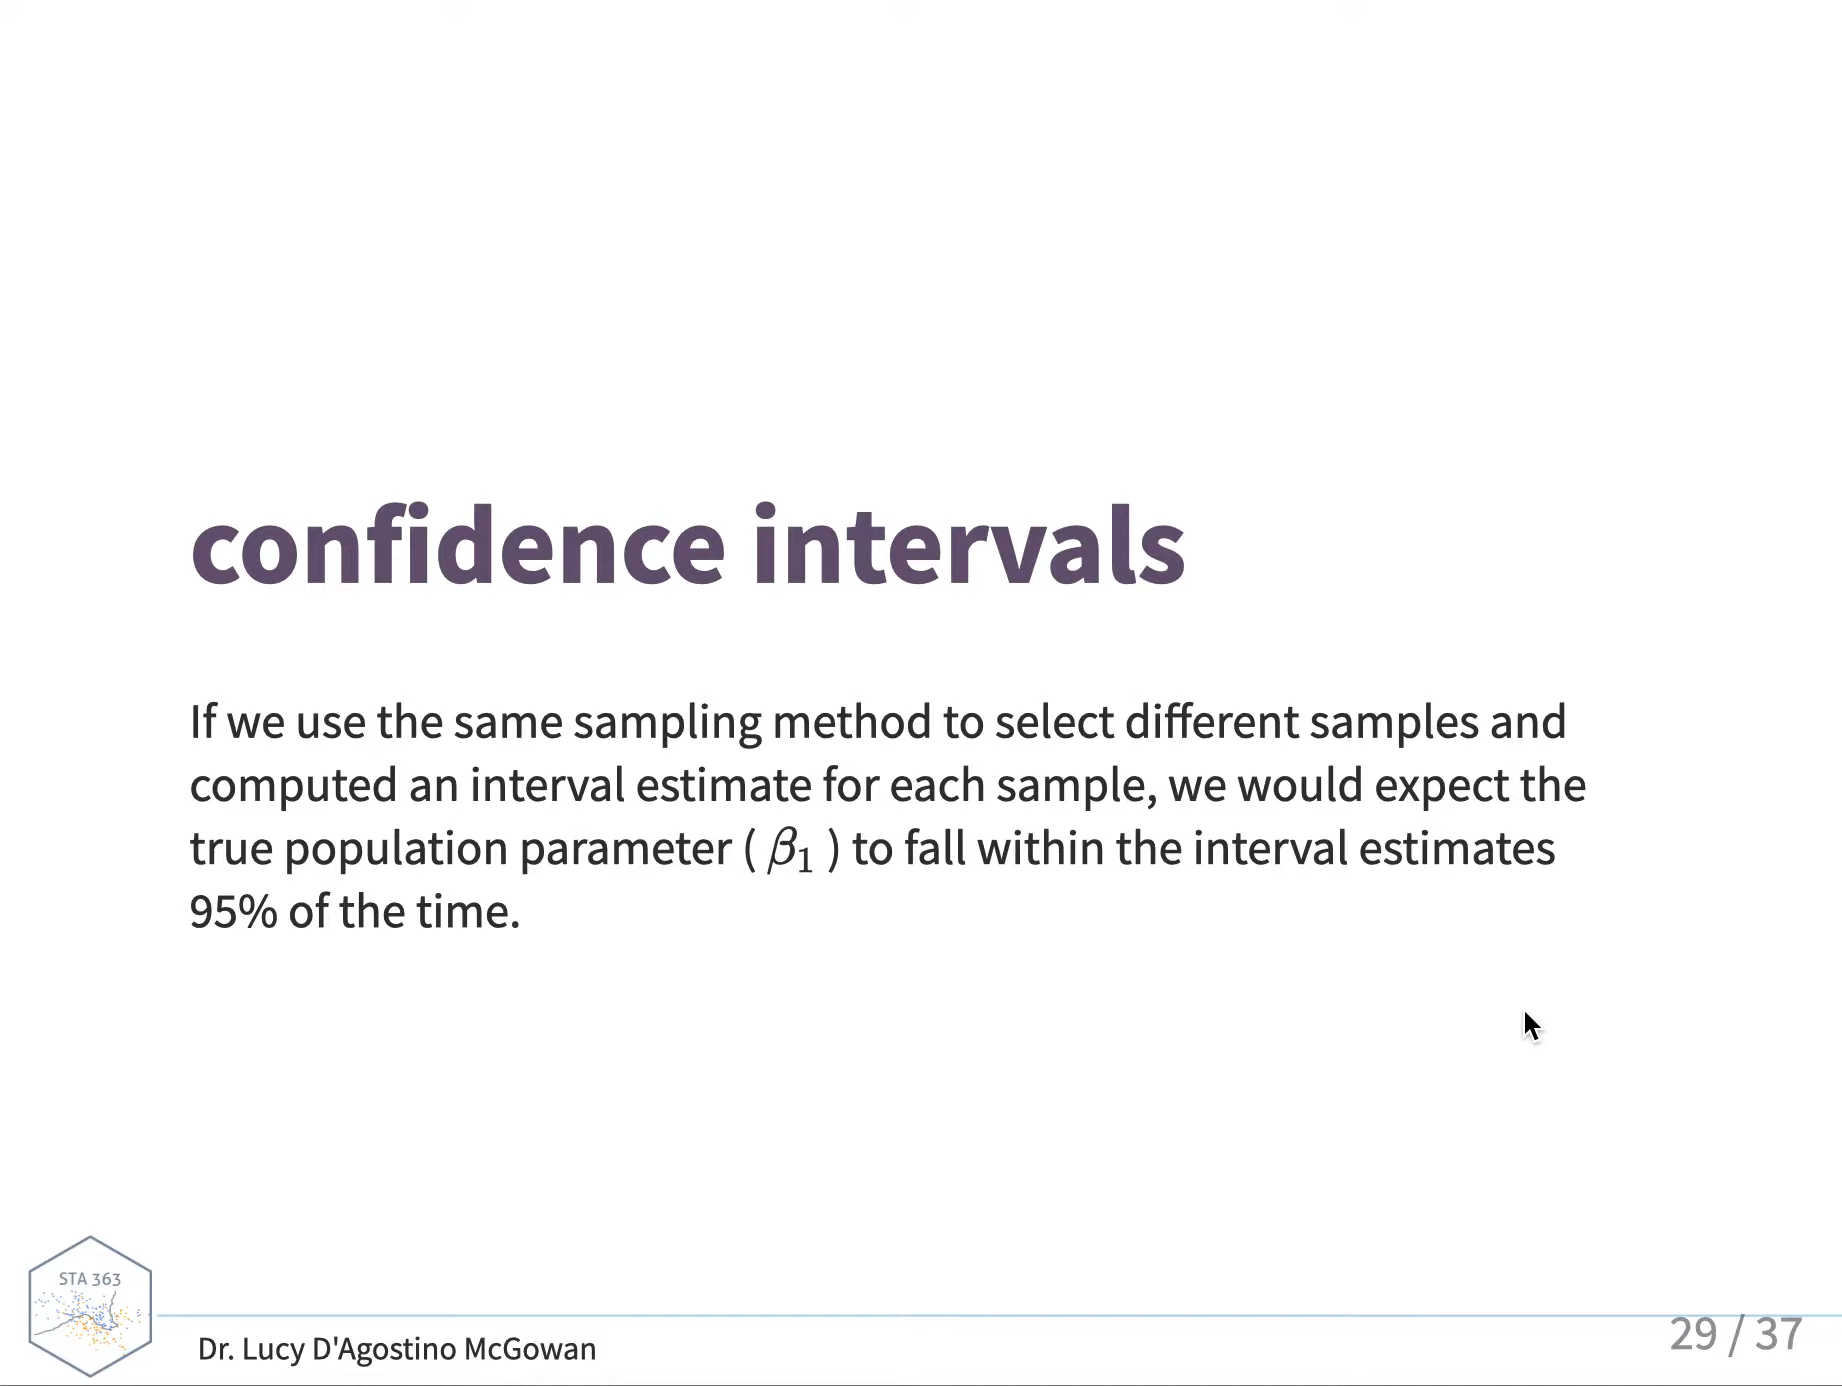 confidence intervals
If we use the same sampling method to select different samples and
computed an interval estimate for each sample, we would expect the
true population parameter ( β₁ ) to fall within the interval estimates
95% of the time.
STA 363
Dr. Lucy D'Agostino McGowan
29 / 37